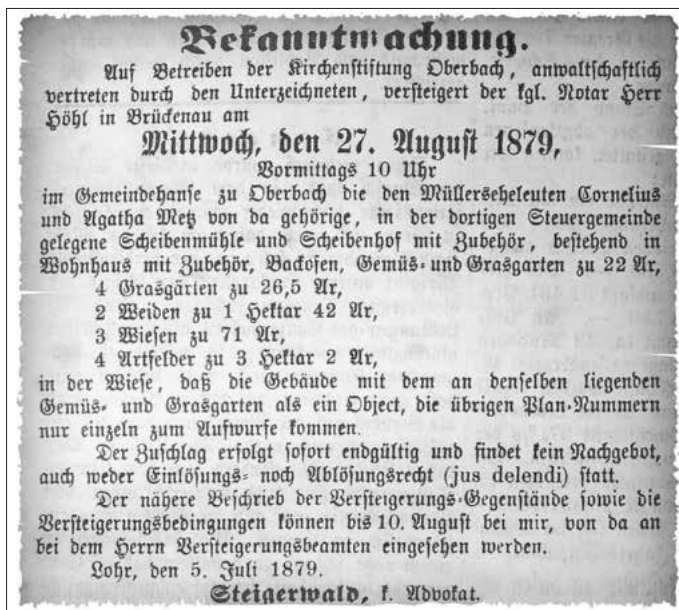 Bekanntmachung.
Auf Betreiben der Kirchenstiftung Oberbach, anwaltschaftlich
vertreten durch den Unterzeichneten, versteigert der kgl. Notar Herr
Höhl in Brückenau am
Mittwoch, den 27. August 1879,
Vormittags 10 Uhr
im Gemeindehause zu Oberbach die den Müllerseheleuten Cornelius
und Agatha Metz von da gehörige, in der dortigen Steuergemeinde
gelegene Scheibenmühle und Scheibenhof mit Zubehör, bestehend in
Wohnhaus mit Zubehör, Backofen, Gemüs- und Grasgarten zu 22 Ar,
4 Grasgärten zu 26,5 Ar,
2 Weiden zu 1 Hektar 42 Ar,
3 Wiesen zu 71 Ar,
4 Artfelder zu 3 Hektar 2 Ar,
in der Wiese, daß die Gebäude mit dem an denselben liegenden
Gemüs- und Grasgarten als ein Object, die übrigen Plan-Nummern
nur einzeln zum Aufwurfe kommen.
Der Zuschlag erfolgt sofort endgültig und findet kein Nachgebot,
auch weder Einlösungs- noch Ablösungsrecht (jus delendi) statt.
Der nähere Beschrieb der Versteigerungs-Gegenstände sowie die
Versteigerungsbedingungen können bis 10. August bei mir, von da an
bei dem Herrn Versteigerungsbeamten eingesehen werden.
Lohr, den 5. Juli 1879.
Steigerwald, k. Advokat.